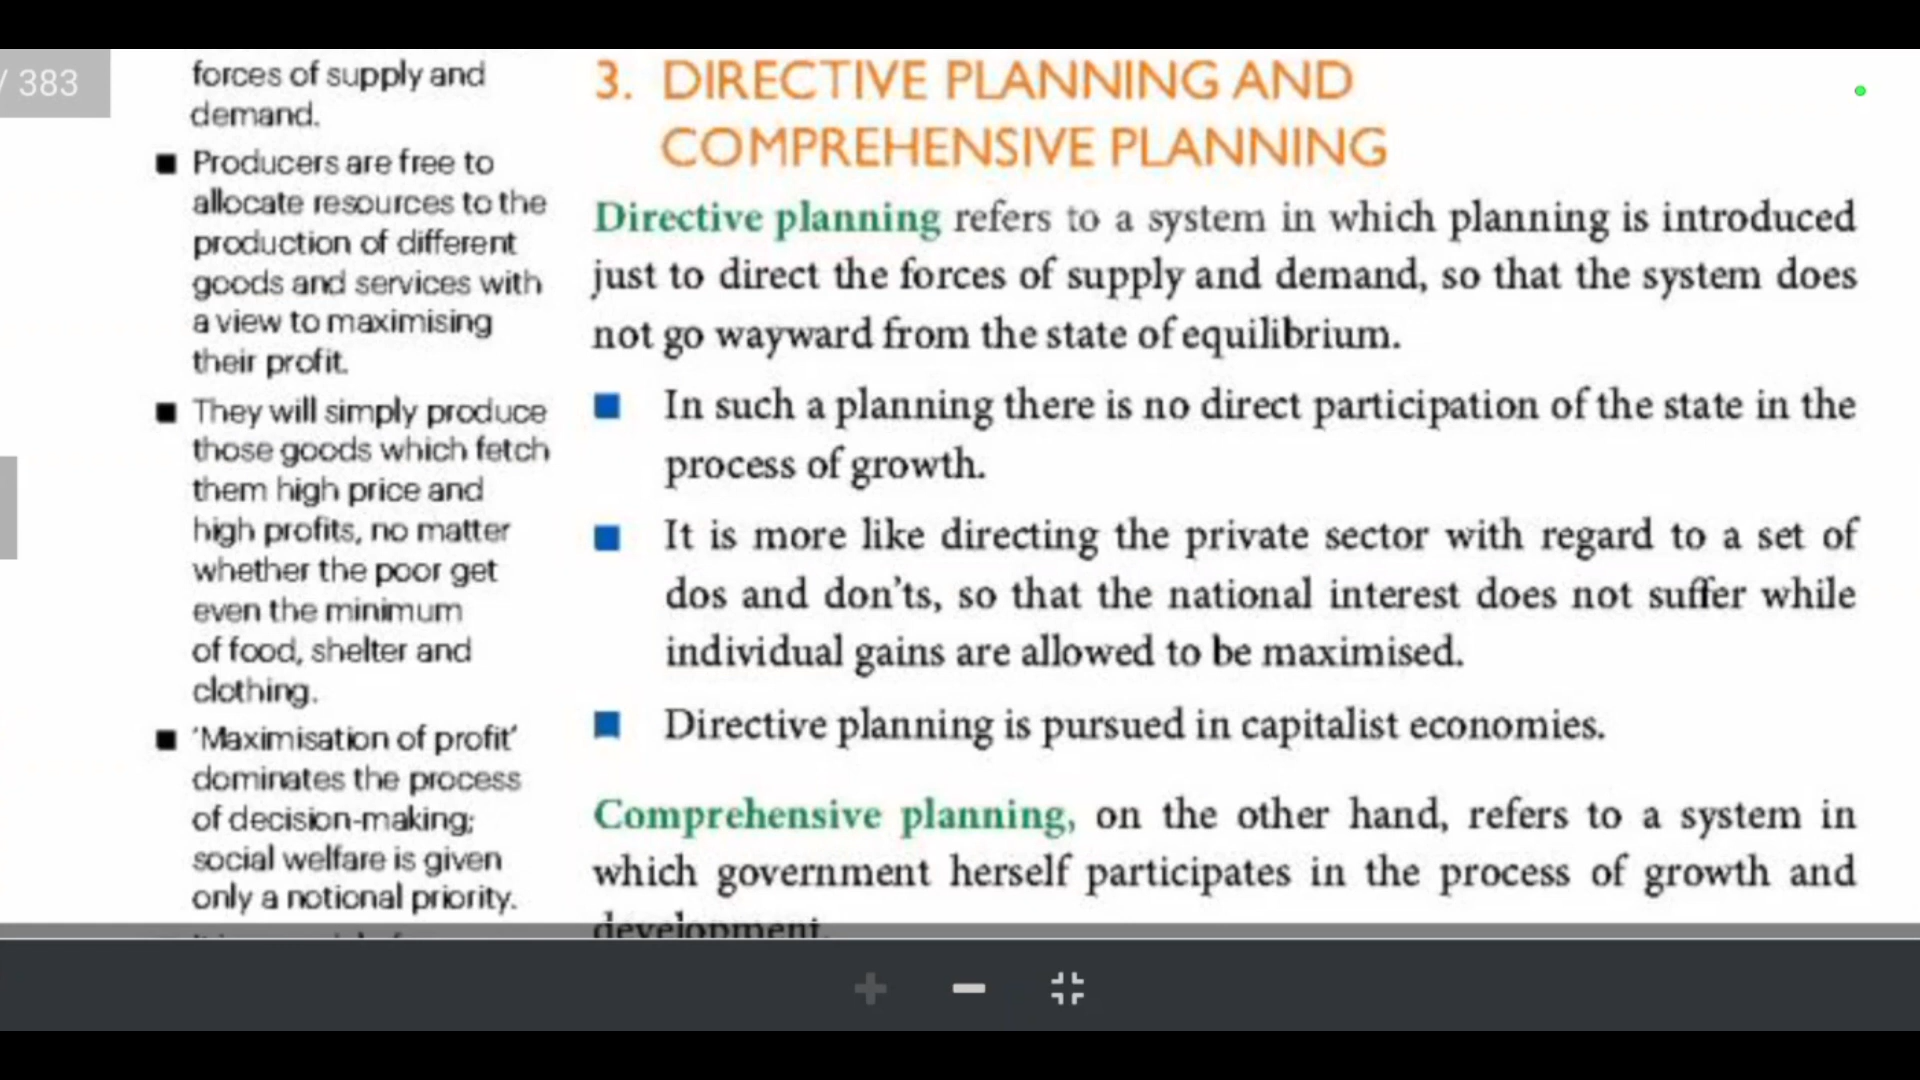 / 383
forces of supply and
demand.
■ Producers are free to
allocate resources to the
production of different
goods and services with
a view to maximising
their profit.
■ They will simply produce
those goods which fetch
them high price and
high profits, no matter
whether the poor get
even the minimum
of food, shelter and
clothing.
■ ‘Maximisation of profit’
dominates the process
of decision-making;
social welfare is given
only a notional priority.
3. DIRECTIVE PLANNING AND
COMPREHENSIVE PLANNING
Directive planning refers to a system in which planning is introduced
just to direct the forces of supply and demand, so that the system does
not go wayward from the state of equilibrium.
■ In such a planning there is no direct participation of the state in the
process of growth.
■ It is more like directing the private sector with regard to a set of
dos and don’ts, so that the national interest does not suffer while
individual gains are allowed to be maximised.
■ Directive planning is pursued in capitalist economies.
Comprehensive planning, on the other hand, refers to a system in
which government herself participates in the process of growth and
development.